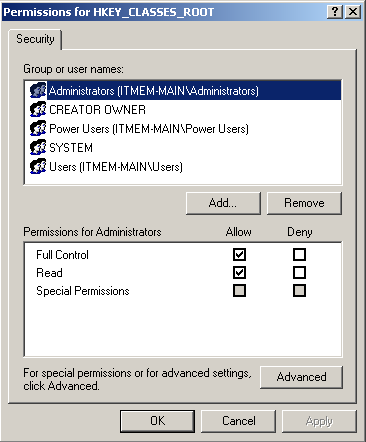 Permissions for HKEY_CLASSES_ROOT
Security
Group or user names:
Administrators (ITMEM-MAIN\Administrators)
CREATOR OWNER
Power Users (ITMEM-MAIN\Power Users)
SYSTEM
Users (ITMEM-MAIN\Users)
Add... Remove
Permissions for Administrators Allow Deny
Full Control
Read
Special Permissions
For special permissions or for advanced settings,
click Advanced.
Advanced
OK Cancel Apply